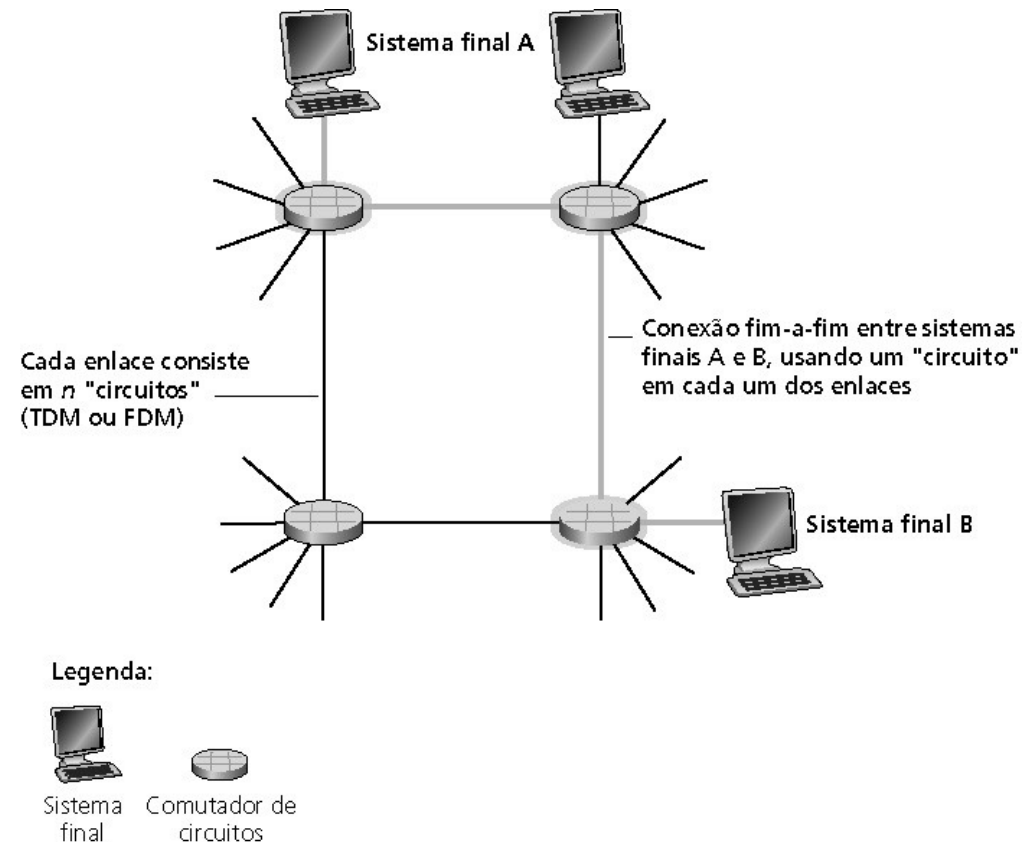 Sistema final A
Cada enlace consiste
em n "circuitos"
(TDM ou FDM)
Conexão fim-a-fim entre sistemas
finais A e B, usando um "circuito"
em cada um dos enlaces
Sistema final B
Legenda:
Sistema
final
Comutador de
circuitos